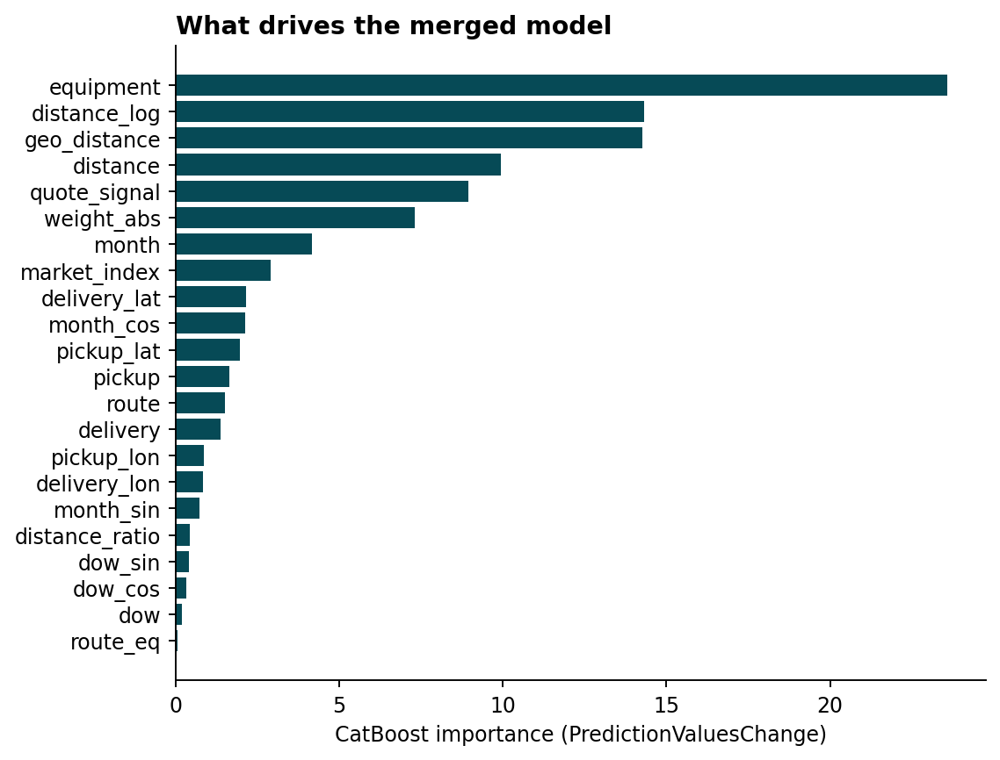 What drives the merged model
equipment
distance_log
geo_distance
distance
quote_signal
weight_abs
month
market_index
delivery_lat
month_cos
pickup_lat
pickup
route
delivery
pickup_lon
delivery_lon
month_sin
distance_ratio
dow_sin
dow_cos
dow
route_eq
0 5 10 15 20
CatBoost importance (PredictionValuesChange)